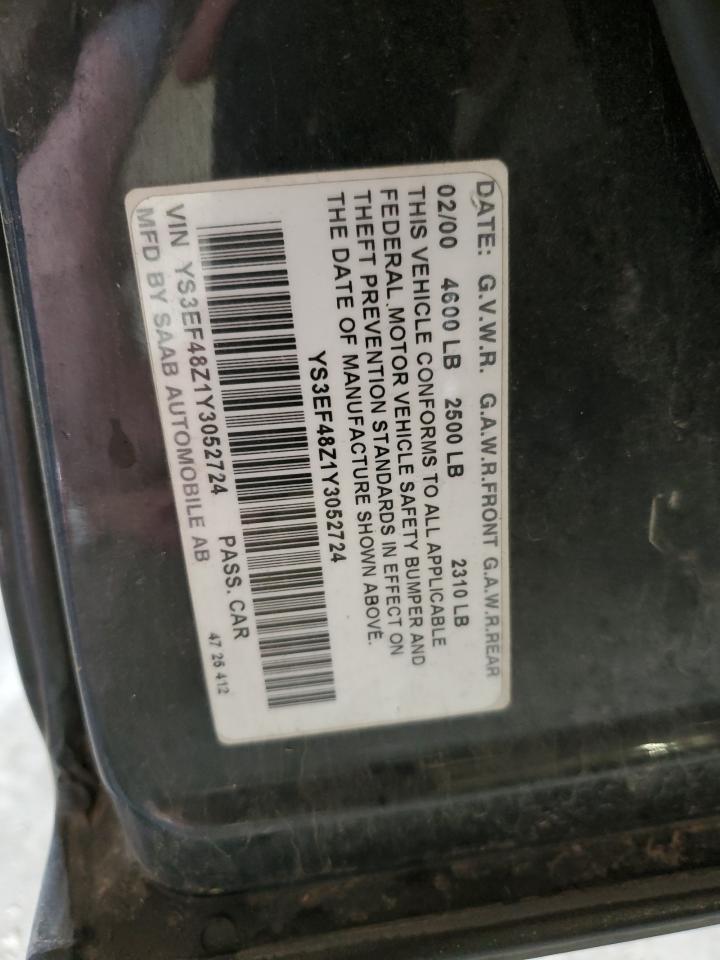 DATE: G.V.W.R. G.A.W.R.FRONT G.A.W.R.REAR
02/00 4600 LB 2500 LB 2310 LB
THIS VEHICLE CONFORMS TO ALL APPLICABLE
FEDERAL MOTOR VEHICLE SAFETY BUMPER AND
THEFT PREVENTION STANDARDS IN EFFECT ON
THE DATE OF MANUFACTURE SHOWN ABOVE.
YS3EF48Z1Y3052724
VIN YS3EF48Z1Y3052724 PASS. CAR
MFD BY SAAB AUTOMOBILE AB 47 26 412